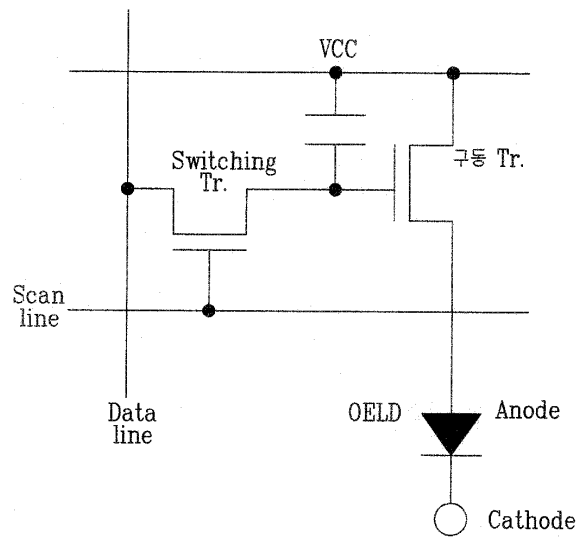 VCC
Switching
Tr.
구동 Tr.
Scan
line
Data
line
OELD
Anode
Cathode